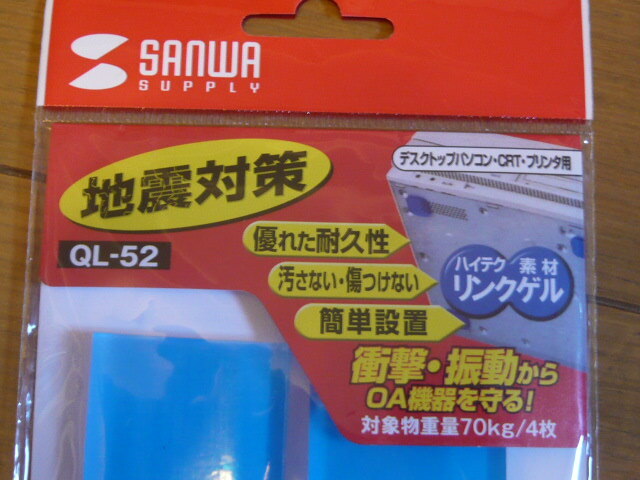 SANWA
SUPPLY
地震対策
デスクトップパソコン・CRT・プリンタ用
QL-52
優れた耐久性
汚さない・傷つけない
簡単設置
ハイテク 素材
リンクゲル
衝撃・振動から
OA機器を守る!
対象物重量70kg/4枚